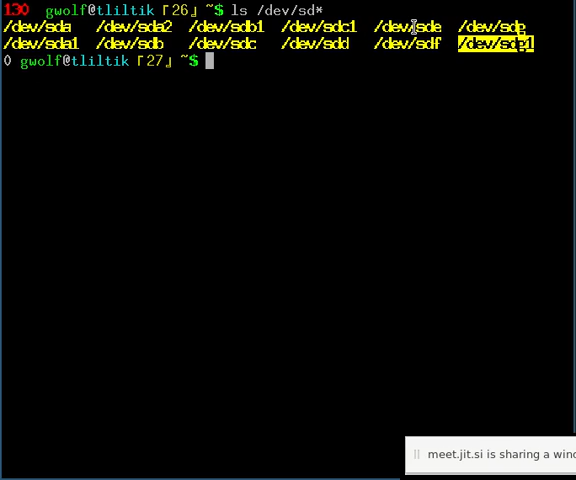 130 gwolf@tliltik『26』~$ ls /dev/sd*
/dev/sda /dev/sda2 /dev/sdb1 /dev/sdc1 /dev/sde /dev/sdg
/dev/sda1 /dev/sdb /dev/sdc /dev/sdd /dev/sdf /dev/sdg1
0 gwolf@tliltik『27』~$
meet.jit.si is sharing a wind